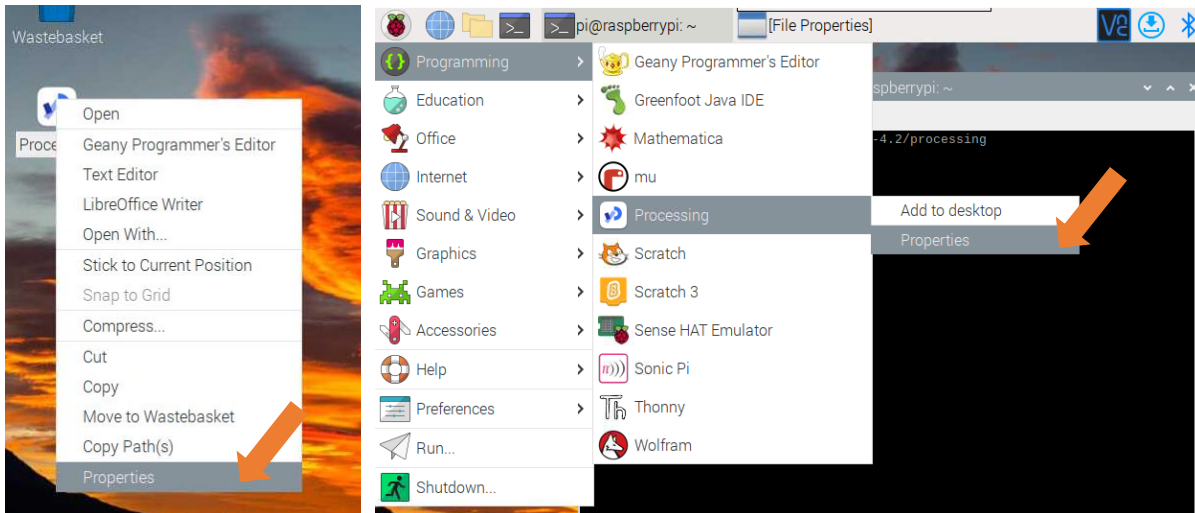 Wastebasket
Proce
Open
Geany Programmer's Editor
Text Editor
LibreOffice Writer
Open With...
Stick to Current Position
Snap to Grid
Compress...
Cut
Copy
Move to Wastebasket
Copy Path(s)
Properties
pi@raspberrypi: ~
[File Properties]
V2
Programming
Education
Office
Internet
Sound & Video
Graphics
Games
Accessories
Help
Preferences
Run...
Shutdown...
Geany Programmer's Editor
Greenfoot Java IDE
Mathematica
mu
Processing
Scratch
Scratch 3
Sense HAT Emulator
Sonic Pi
Thonny
Wolfram
spberrypi: ~
-4.2/processing
Add to desktop
Properties